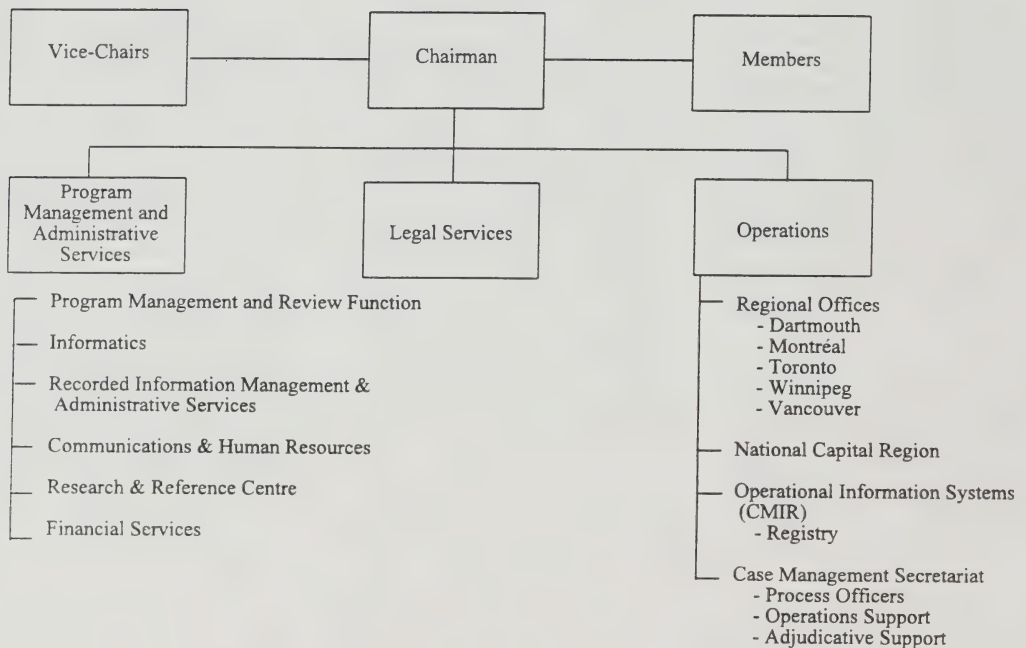 Vice-Chairs
Chairman
Members
Program
Management and
Administrative
Services
Legal Services
Operations
Program Management and Review Function
Informatics
Recorded Information Management &
Administrative Services
Communications & Human Resources
Research & Reference Centre
Financial Services
Regional Offices
- Dartmouth
- Montréal
- Toronto
- Winnipeg
- Vancouver
National Capital Region
Operational Information Systems
(CMIR)
- Registry
Case Management Secretariat
- Process Officers
- Operations Support
- Adjudicative Support